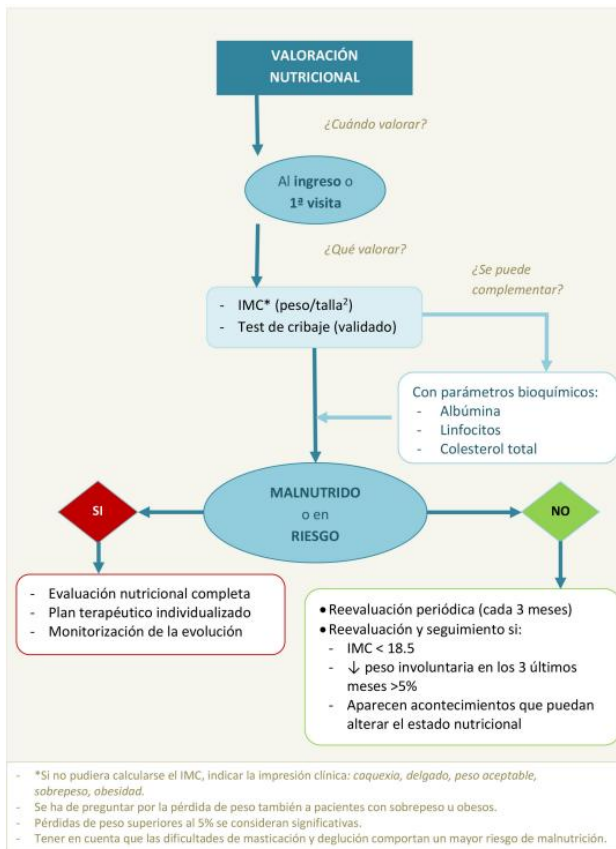 VALORACIÓN
NUTRICIONAL
¿Cuándo valorar?
Al ingreso o
1ª visita
¿Qué valorar?
¿Se puede
complementar?
- IMC* (peso/talla²)
- Test de cribaje (validado)
Con parámetros bioquímicos:
- Albúmina
- Linfocitos
- Colesterol total
MALNUTRIDO
o en
RIESGO
SI
NO
- Evaluación nutricional completa
- Plan terapéutico individualizado
- Monitorización de la evolución
• Reevaluación periódica (cada 3 meses)
• Reevaluación y seguimiento si:
- IMC < 18.5
- ↓ peso involuntaria en los 3 últimos
meses >5%
- Aparecen acontecimientos que puedan
alterar el estado nutricional
- *Si no pudiera calcularse el IMC, indicar la impresión clínica: caquexia, delgado, peso aceptable,
sobrepeso, obesidad.
- Se ha de preguntar por la pérdida de peso también a pacientes con sobrepeso u obesos.
- Pérdidas de peso superiores al 5% se consideran significativas.
- Tener en cuenta que las dificultades de masticación y deglución comportan un mayor riesgo de malnutrición.